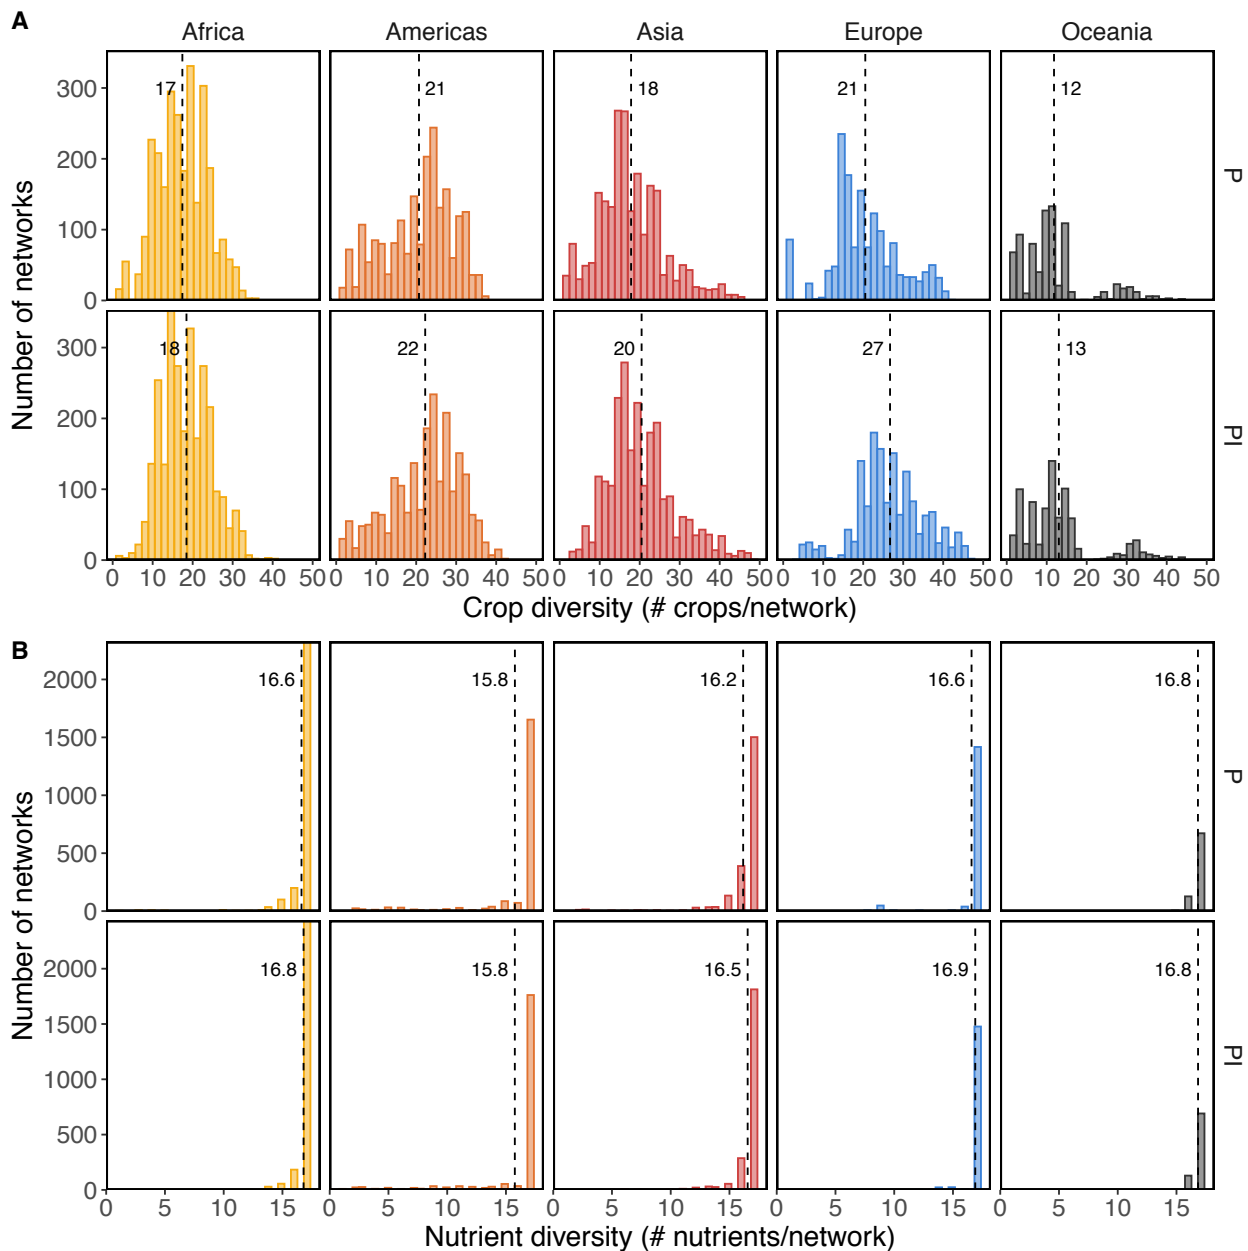 A
Africa Americas Asia Europe Oceania
Number of networks
300
200
100
0
17 21 18 21 12
P
Number of networks
300
200
100
0
18 22 20 27 13
PI
0 10 20 30 40 50 0 10 20 30 40 50 0 10 20 30 40 50 0 10 20 30 40 50 0 10 20 30 40 50
Crop diversity (# crops/network)
B
Number of networks
2000
1500
1000
500
0
16.6 15.8 16.2 16.6 16.8
P
Number of networks
2000
1500
1000
500
0
16.8 15.8 16.5 16.9 16.8
PI
0 5 10 15 0 5 10 15 0 5 10 15 0 5 10 15 0 5 10 15
Nutrient diversity (# nutrients/network)